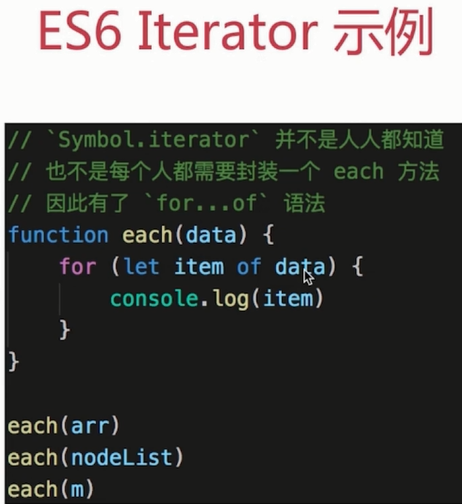 ES6 Iterator 示例
// `Symbol.iterator` 并不是人人都知道
// 也不是每个人都需要封装一个 each 方法
// 因此有了 `for...of` 语法
function each(data) {
    for (let item of data) {
        console.log(item)
    }
}
each(arr)
each(nodeList)
each(m)